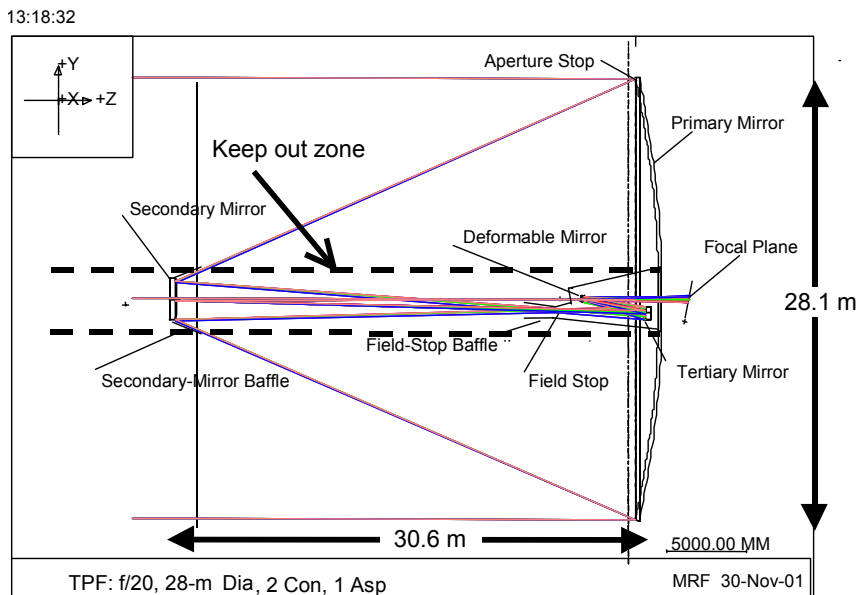 13:18:32
+Y
+X
+Z
Aperture Stop
Primary Mirror
Keep out zone
Secondary Mirror
Deformable Mirror
Focal Plane
28.1 m
Field-Stop Baffle
Secondary-Mirror Baffle
Field Stop
Tertiary Mirror
30.6 m
5000.00 MM
TPF: f/20, 28-m Dia, 2 Con, 1 Asp
MRF 30-Nov-01